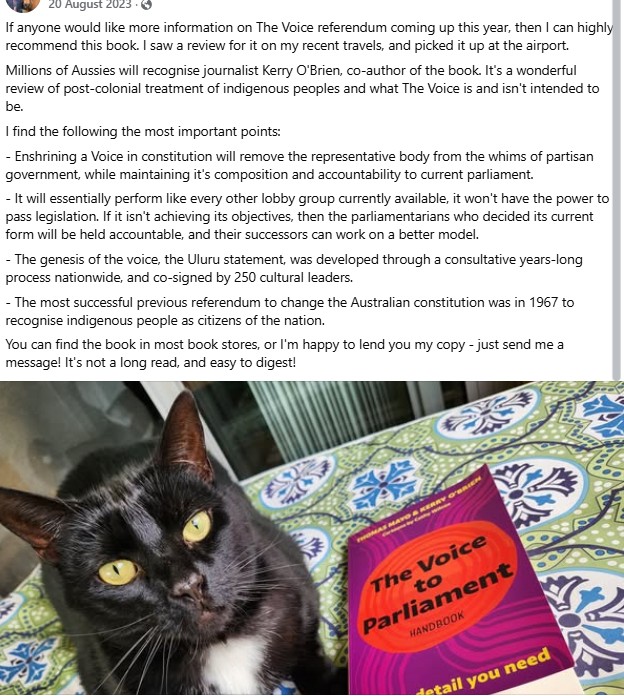 20 August 2023 ·
If anyone would like more information on The Voice referendum coming up this year, then I can highly
recommend this book. I saw a review for it on my recent travels, and picked it up at the airport.
Millions of Aussies will recognise journalist Kerry O'Brien, co-author of the book. It's a wonderful
review of post-colonial treatment of indigenous peoples and what The Voice is and isn't intended to
be.
I find the following the most important points:
- Enshrining a Voice in constitution will remove the representative body from the whims of partisan
government, while maintaining it's composition and accountability to current parliament.
- It will essentially perform like every other lobby group currently available, it won't have the power to
pass legislation. If it isn't achieving its objectives, then the parliamentarians who decided its current
form will be held accountable, and their successors can work on a better model.
- The genesis of the voice, the Uluru statement, was developed through a consultative years-long
process nationwide, and co-signed by 250 cultural leaders.
- The most successful previous referendum to change the Australian constitution was in 1967 to
recognise indigenous people as citizens of the nation.
You can find the book in most book stores, or I'm happy to lend you my copy - just send me a
message! It's not a long read, and easy to digest!
THOMAS MAYO & KERRY O'BRIEN
The Voice
to
Parliament
HANDBOOK
detail you need